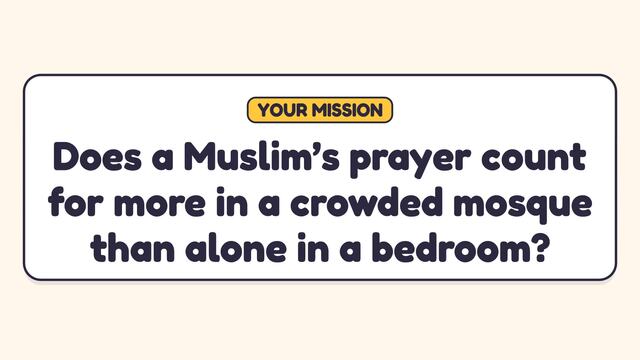 YOUR MISSION
Does a Muslim’s prayer count
for more in a crowded mosque
than alone in a bedroom?